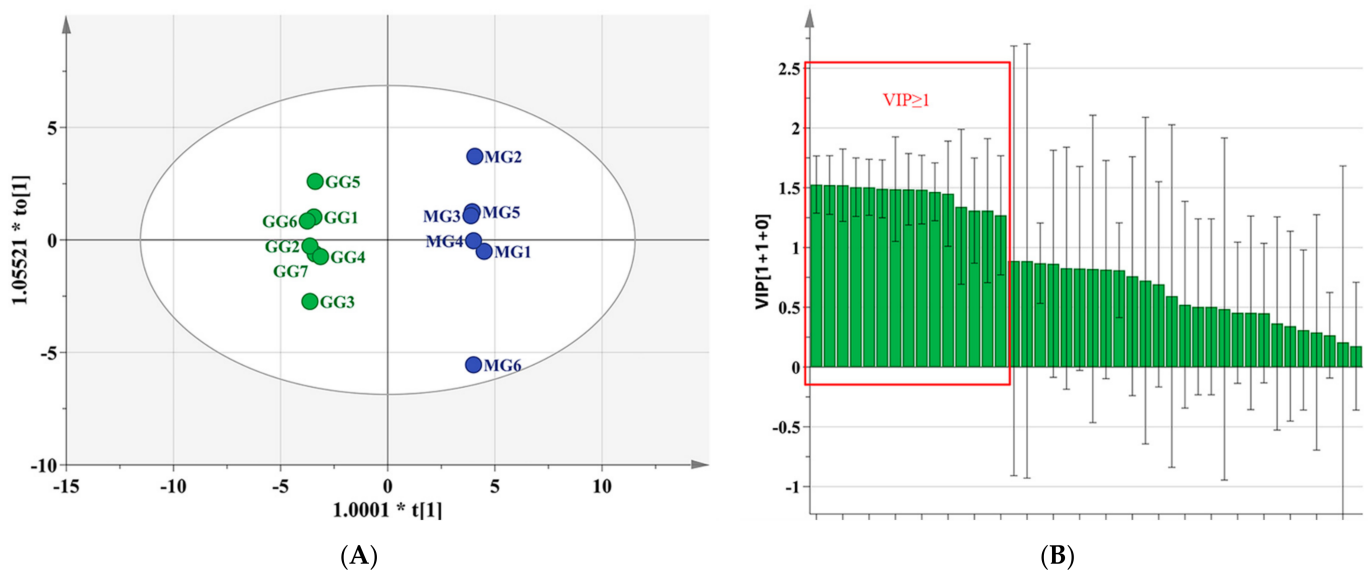 5
0
-5
-10
-15
-10
-5
0
5
10
1.05521 * to[1]
1.0001 * t[1]
GG5
GG1
GG6
GG2
GG4
GG7
GG3
MG2
MG3
MG5
MG4
MG1
MG6
(A)
2.5
2
1.5
1
0.5
0
-0.5
-1
VIP[1+1+0]
VIP≥1
(B)